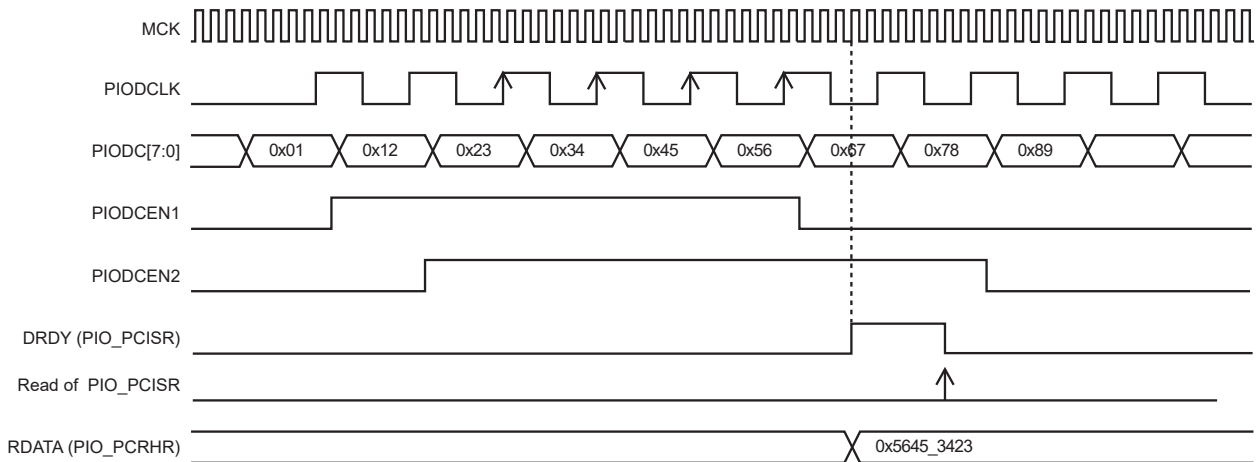 MCK
PIODCLK
PIODC[7:0] 0x01 0x12 0x23 0x34 0x45 0x56 0x67 0x78 0x89
PIODCEN1
PIODCEN2
DRDY (PIO_PCISR)
Read of PIO_PCISR
RDATA (PIO_PCRHR) 0x5645_3423